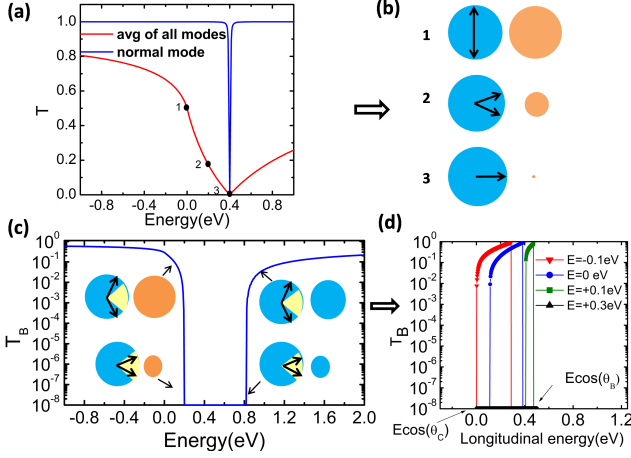 (a)
avg of all modes
normal mode
T
1.0
0.8
0.6
0.4
0.2
0.0
1
2
3
-0.8 -0.4 0.0 0.4 0.8
Energy(eV)
(b)
1
2
3
(c)
T_B
10^0
10^-1
10^-2
10^-3
10^-4
10^-5
10^-6
10^-7
10^-8
-0.8 -0.4 0.0 0.4 0.8 1.2 1.6 2.0
Energy(eV)
(d)
E=-0.1eV
E=0 eV
E=+0.1eV
E=+0.3eV
T_B
10^0
10^-1
10^-2
10^-3
10^-4
10^-5
10^-6
10^-7
10^-8
Ecos(θ_B)
Ecos(θ_C)
-0.4 0.0 0.4 0.8 1.2
Longitudinal energy(eV)